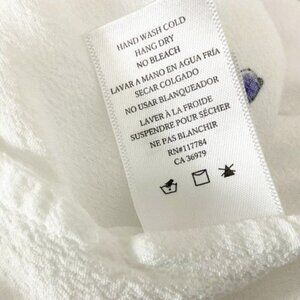 HAND WASH COLD
HANG DRY
NO BLEACH
LAVAR A MANO EN AGUA FRÍA
SECAR COLGADO
NO USAR BLANQUEADOR
LAVER À LA FROIDE
SUSPENDRE POUR SÉCHER
NE PAS BLANCHIR
RN#117784
CA 36979